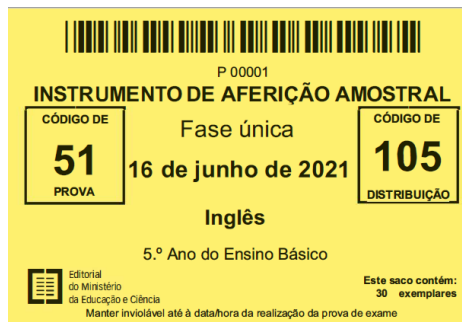 P 00001
INSTRUMENTO DE AFERIÇÃO AMOSTRAL
CÓDIGO DE
51
PROVA
Fase única
16 de junho de 2021
CÓDIGO DE
105
DISTRIBUIÇÃO
Inglês
5.º Ano do Ensino Básico
Editorial
do Ministério
da Educação e Ciência
Este saco contém:
30 exemplares
Manter inviolável até à data/hora da realização da prova de exame